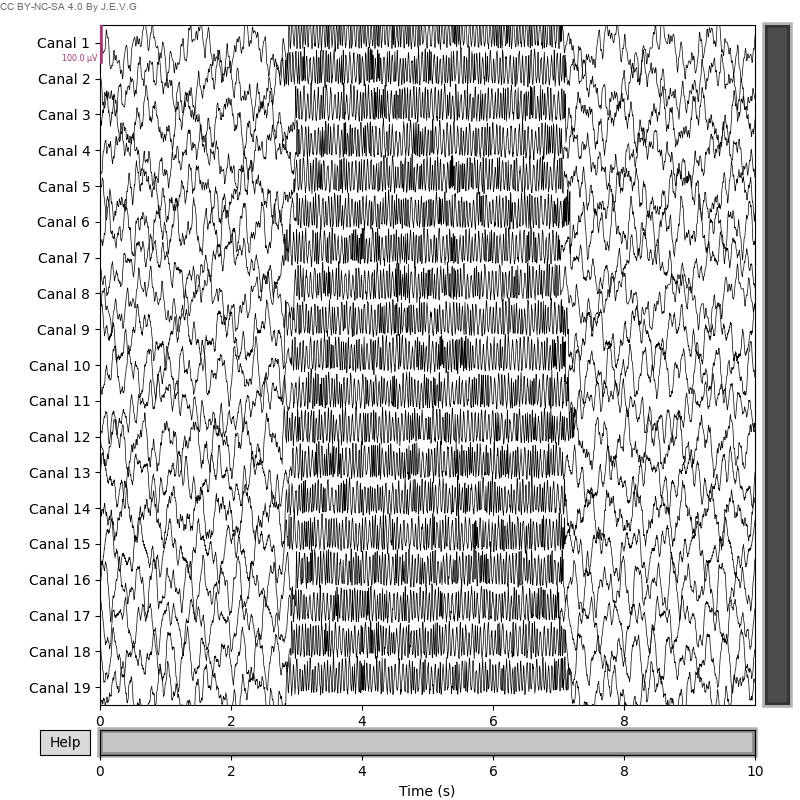 CC BY-NC-SA 4.0 By J.E.V.G
Canal 1
100.0 µV
Canal 2
Canal 3
Canal 4
Canal 5
Canal 6
Canal 7
Canal 8
Canal 9
Canal 10
Canal 11
Canal 12
Canal 13
Canal 14
Canal 15
Canal 16
Canal 17
Canal 18
Canal 19
0 2 4 6 8
Help
0 2 4 6 8 10
Time (s)